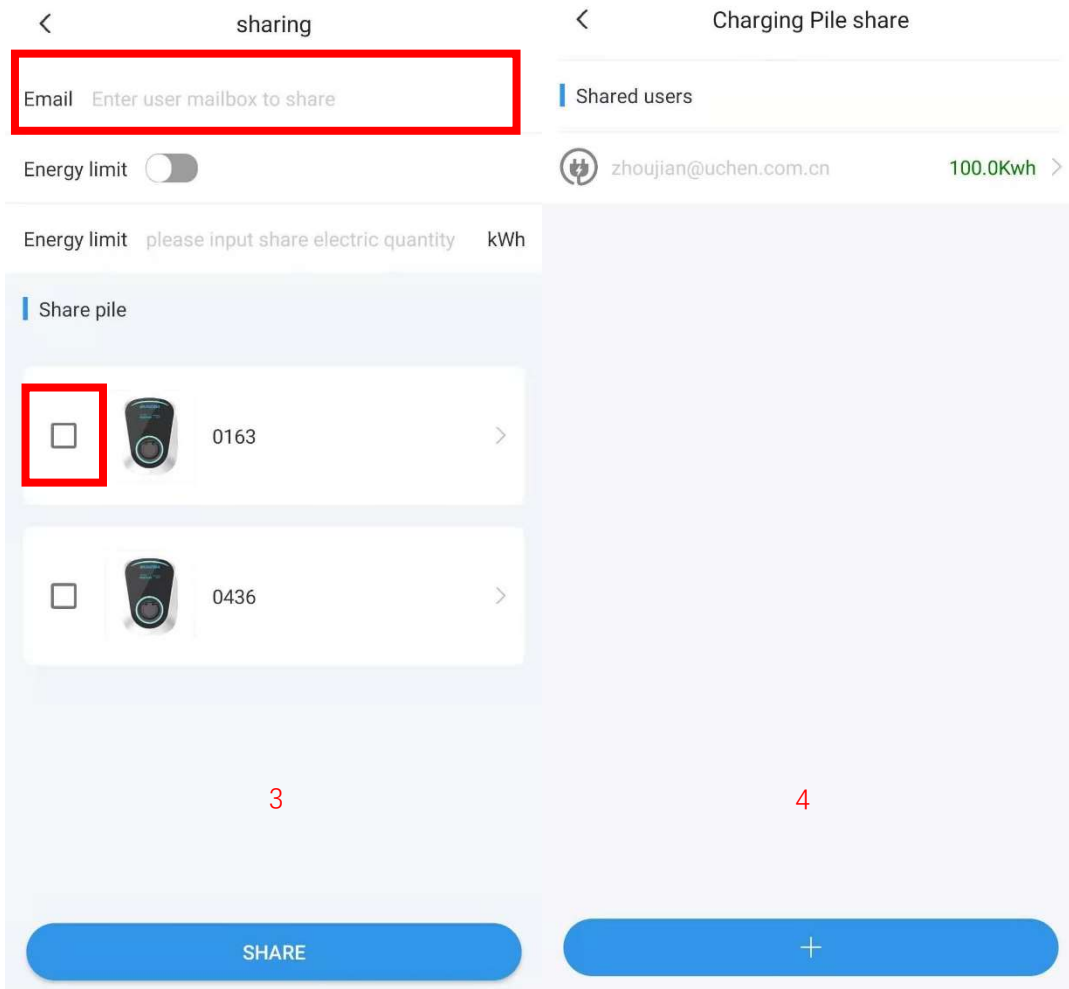 sharing
Email Enter user mailbox to share
Energy limit
Energy limit please input share electric quantity kWh
Share pile
0163
0436
3
SHARE
Charging Pile share
Shared users
zhoujian@uchen.com.cn 100.0Kwh
4
+